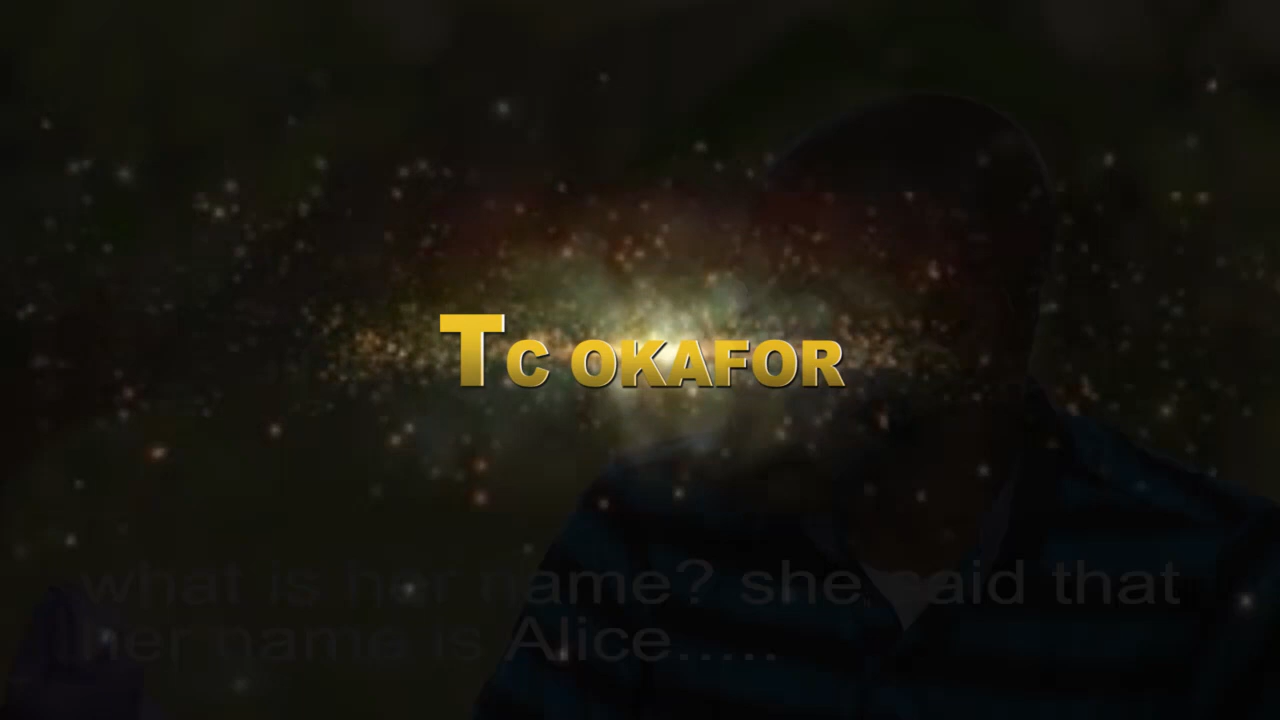 Tc OKAFOR
what is her name? she said that
her name is Alice.....